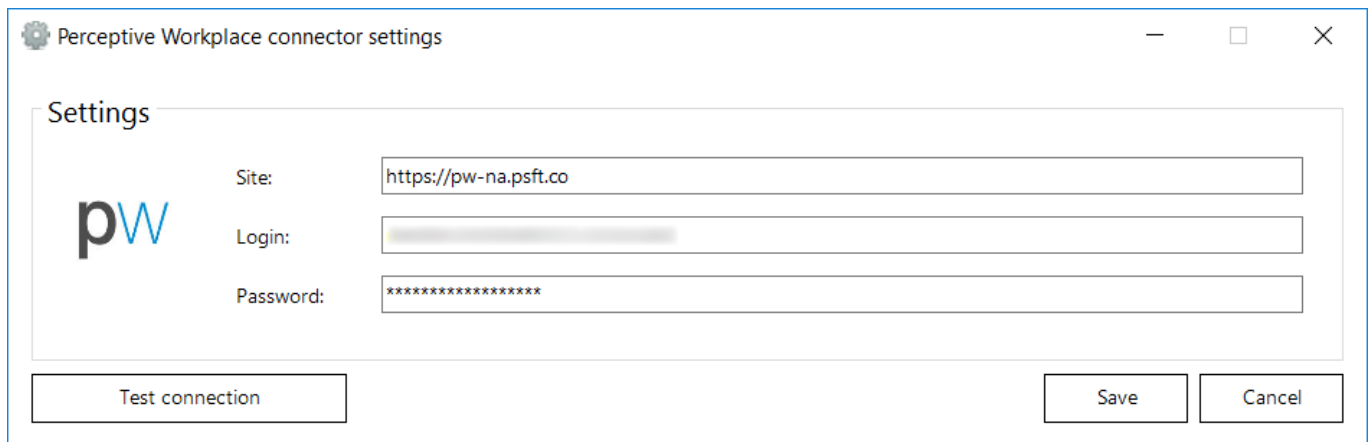 Perceptive Workplace connector settings
Settings
pw
Site: https://pw-na.psft.co
Login:
Password: ******************
Test connection Save Cancel